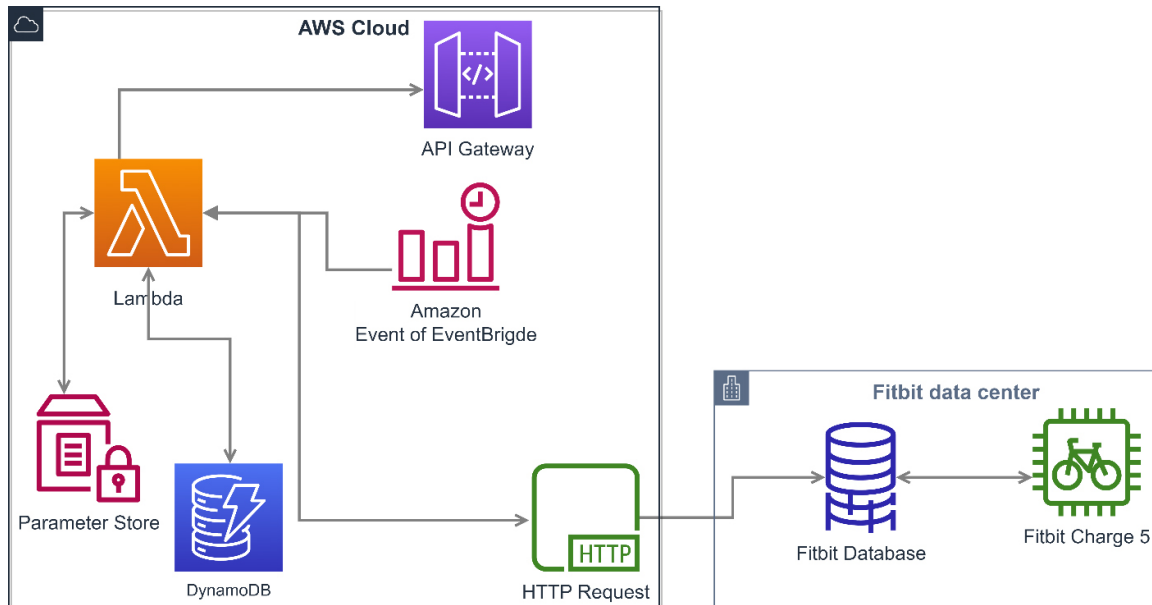 AWS Cloud
</>
API Gateway
Lambda
Amazon
Event of EventBrigde
Parameter Store
DynamoDB
HTTP
HTTP Request
Fitbit data center
Fitbit Database
Fitbit Charge 5